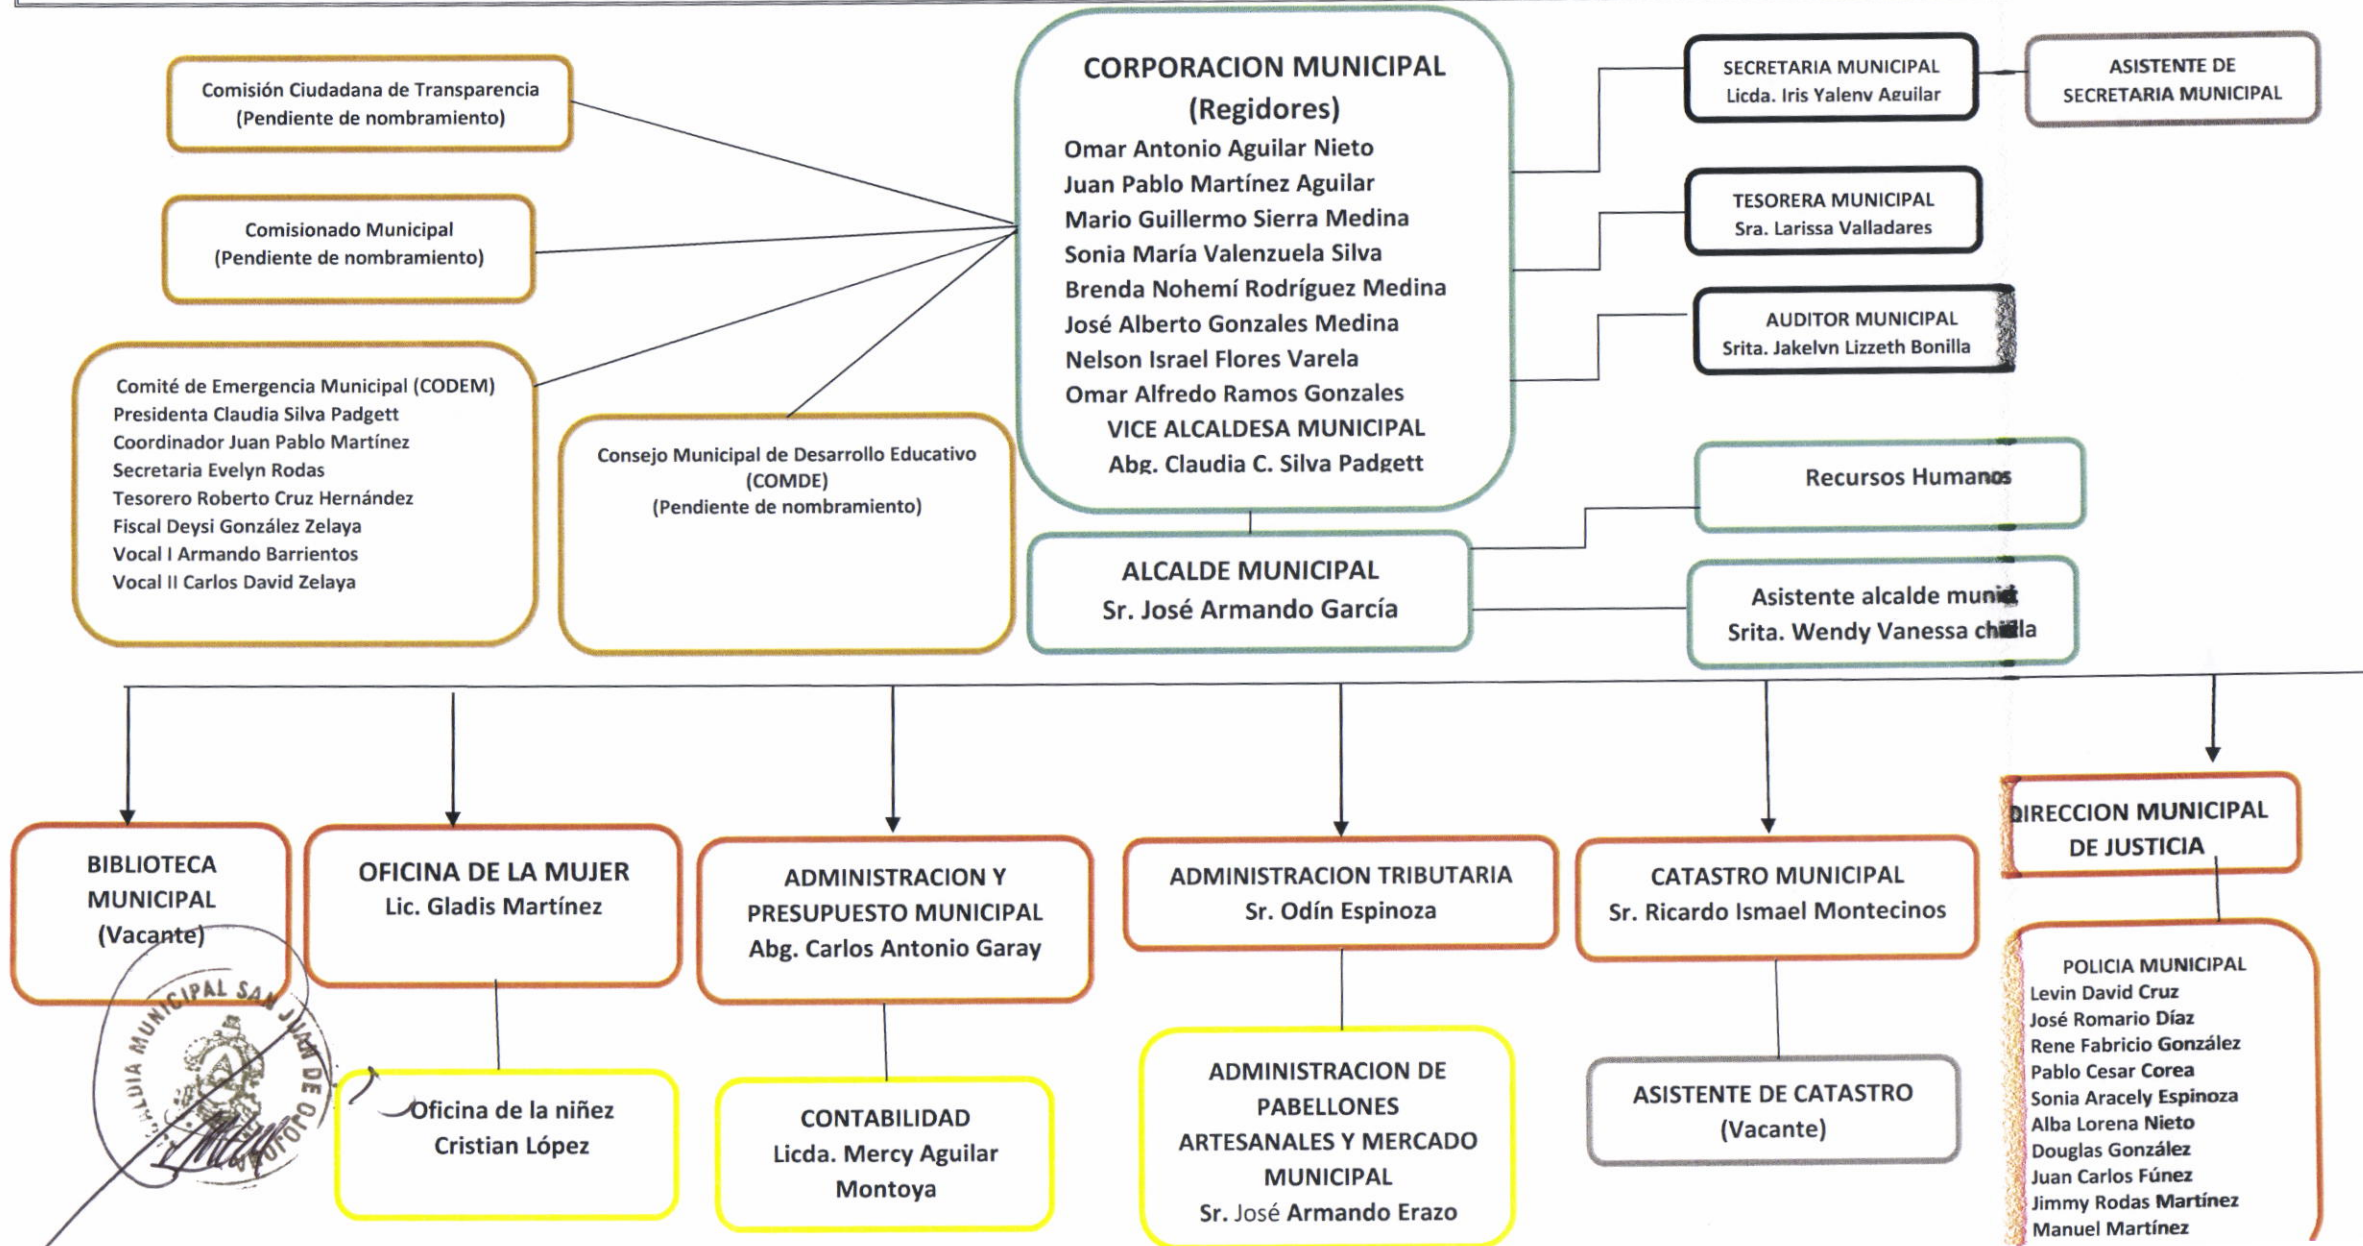 CORPORACION MUNICIPAL
(Regidores)
Omar Antonio Aguilar Nieto
Juan Pablo Martínez Aguilar
Mario Guillermo Sierra Medina
Sonia María Valenzuela Silva
Brenda Nohemí Rodríguez Medina
José Alberto Gonzales Medina
Nelson Israel Flores Varela
Omar Alfredo Ramos Gonzales
VICE ALCALDESA MUNICIPAL
Abg. Claudia C. Silva Padgett
Comisión Ciudadana de Transparencia
(Pendiente de nombramiento)
Comisionado Municipal
(Pendiente de nombramiento)
Comité de Emergencia Municipal (CODEM)
Presidenta Claudia Silva Padgett
Coordinador Juan Pablo Martínez
Secretaria Evelyn Rodas
Tesorero Roberto Cruz Hernández
Fiscal Deysi González Zelaya
Vocal I Armando Barrientos
Vocal II Carlos David Zelaya
Consejo Municipal de Desarrollo Educativo
(COMDE)
(Pendiente de nombramiento)
SECRETARIA MUNICIPAL
Licda. Iris Yaleny Aguilar
ASISTENTE DE
SECRETARIA MUNICIPAL
TESORERA MUNICIPAL
Sra. Larissa Valladares
AUDITOR MUNICIPAL
Srita. Jakelyn Lizzeth Bonilla
ALCALDE MUNICIPAL
Sr. José Armando García
Recursos Humanos
Asistente alcalde
Srita. Wendy Vanessa
BIBLIOTECA
MUNICIPAL
(Vacante)
OFICINA DE LA MUJER
Lic. Gladis Martínez
ADMINISTRACION Y
PRESUPUESTO MUNICIPAL
Abg. Carlos Antonio Garay
ADMINISTRACION TRIBUTARIA
Sr. Odín Espinoza
CATASTRO MUNICIPAL
Sr. Ricardo Ismael Montecinos
DIRECCION MUNICIPAL
DE JUSTICIA
ALCALDIA MUNICIPAL SAN JUAN DE OJOJONA
Oficina de la niñez
Cristian López
CONTABILIDAD
Licda. Mercy Aguilar
Montoya
ADMINISTRACION DE
PABELLONES
ARTESANALES Y MERCADO
MUNICIPAL
Sr. José Armando Erazo
ASISTENTE DE CATASTRO
(Vacante)
POLICIA MUNICIPAL
Levin David Cruz
José Romario Díaz
Rene Fabricio González
Pablo Cesar Corea
Sonia Aracely Espinoza
Alba Lorena Nieto
Douglas González
Juan Carlos Fúnez
Jimmy Rodas Martínez
Manuel Martínez